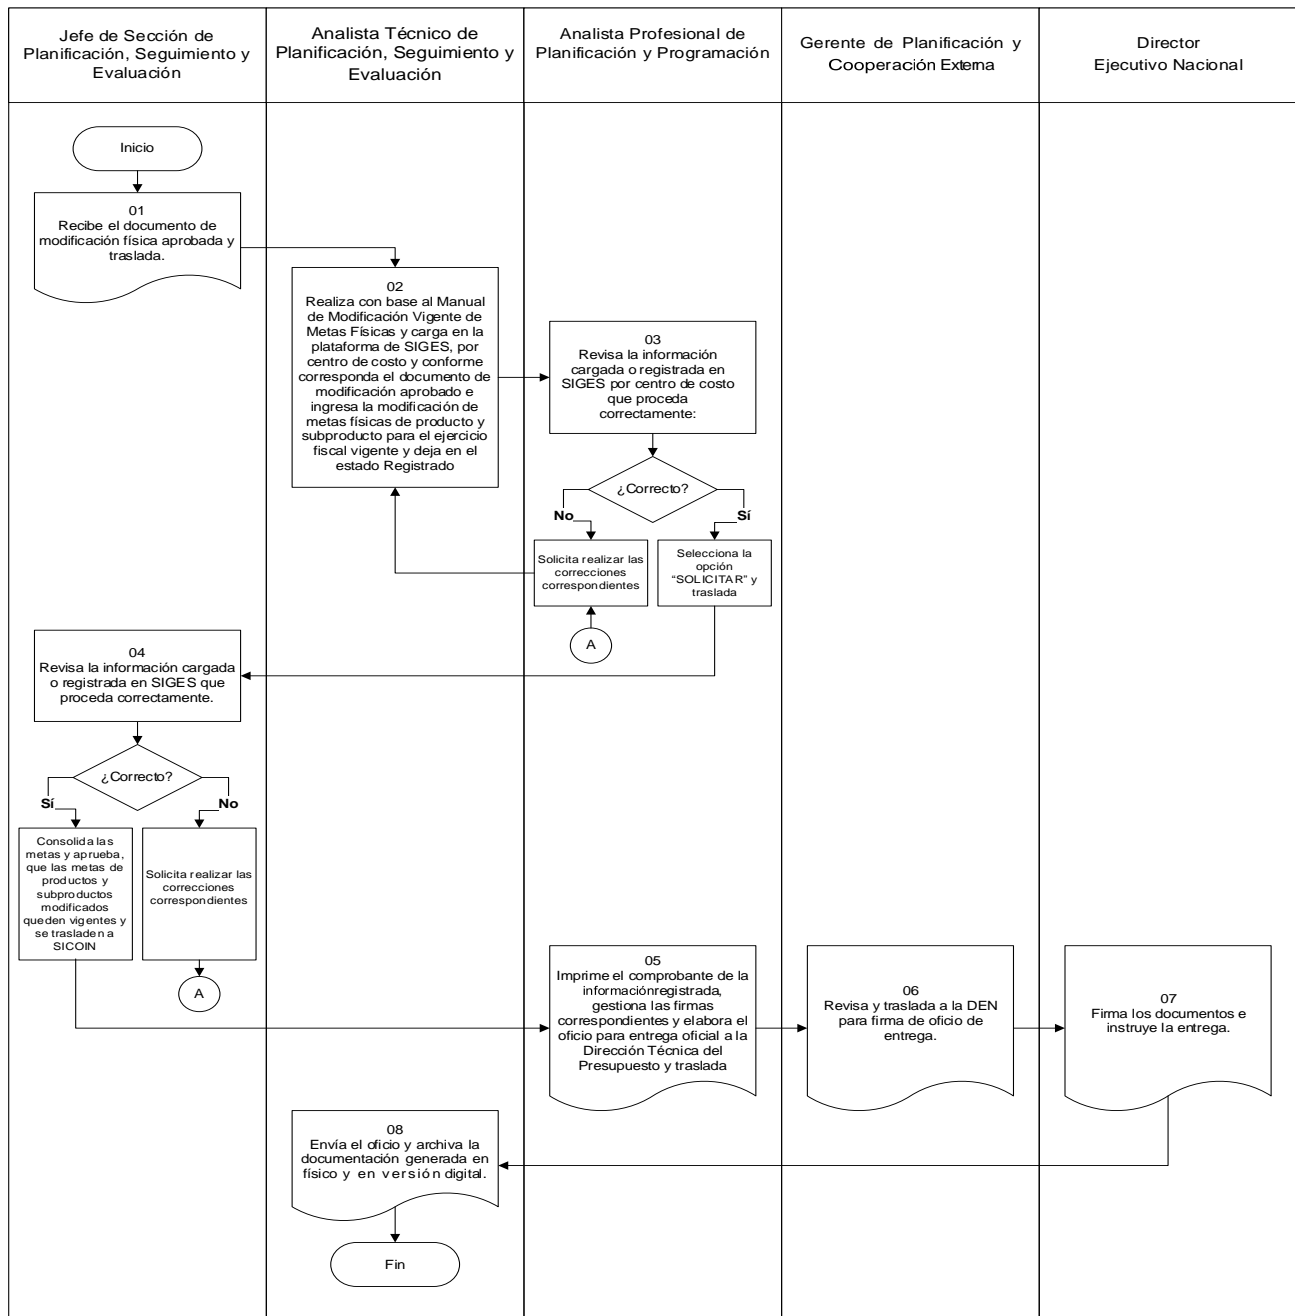 Jefe de Sección de
Planificación, Seguimiento y
Evaluación
Analista Técnico de
Planificación, Seguimiento y
Evaluación
Analista Profesional de
Planificación y Programación
Gerente de Planificación y
Cooperación Externa
Director
Ejecutivo Nacional
Inicio
01
Recibe el documento de
modificación física aprobada y
traslada.
02
Realiza con base al Manual
de Modificación Vigente de
Metas Físicas y carga en la
plataforma de SIGES, por
centro de costo y conforme
corresponda el documento de
modificación aprobado e
ingresa la modificación de
metas físicas de producto y
subproducto para el ejercicio
fiscal vigente y deja en el
estado Registrado
03
Revisa la información
cargada o registrada en
SIGES por centro de costo
que proceda
correctamente:
¿Correcto?
No
Sí
Solicita realizar las
correcciones
correspondientes
Selecciona la
opción
“SOLICITAR” y
traslada
A
04
Revisa la información cargada
o registrada en SIGES que
proceda correctamente.
¿Correcto?
Sí
No
Consolida las
metas y aprueba,
que las metas de
productos y
subproductos
modificados
queden vigentes y
se trasladen a
SICOIN
Solicita realizar las
correcciones
correspondientes
A
05
Imprime el comprobante de la
informaciónregistrada,
gestiona las firmas
correspondientes y elabora el
oficio para entrega oficial a la
Dirección Técnica del
Presupuesto y traslada
06
Revisa y traslada a la DEN
para firma de oficio de
entrega.
07
Firma los documentos e
instruye la entrega.
08
Envía el oficio y archiva la
documentación generada en
físico y en versión digital.
Fin